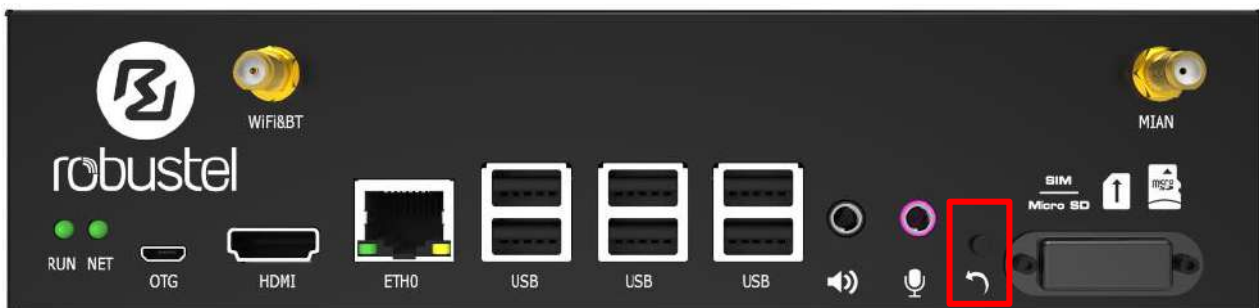 WiFi&BT
MIAN
robustel
SIM
Micro SD
RUN NET
OTG
HDMI
ETH0
USB
USB
USB